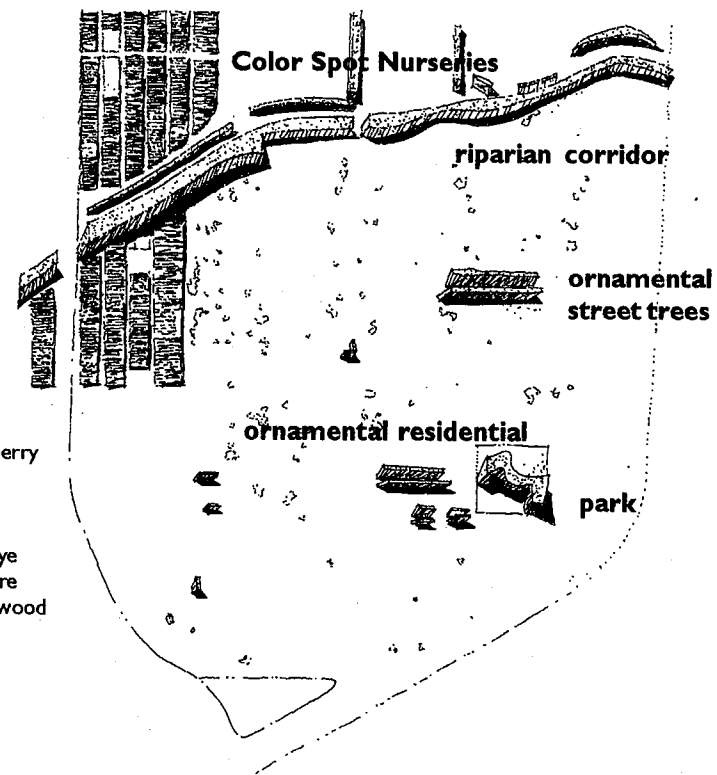 Color Spot Nurseries
riparian corridor
ornamental
street trees
ornamental residential
erry
park
ye
re
wood